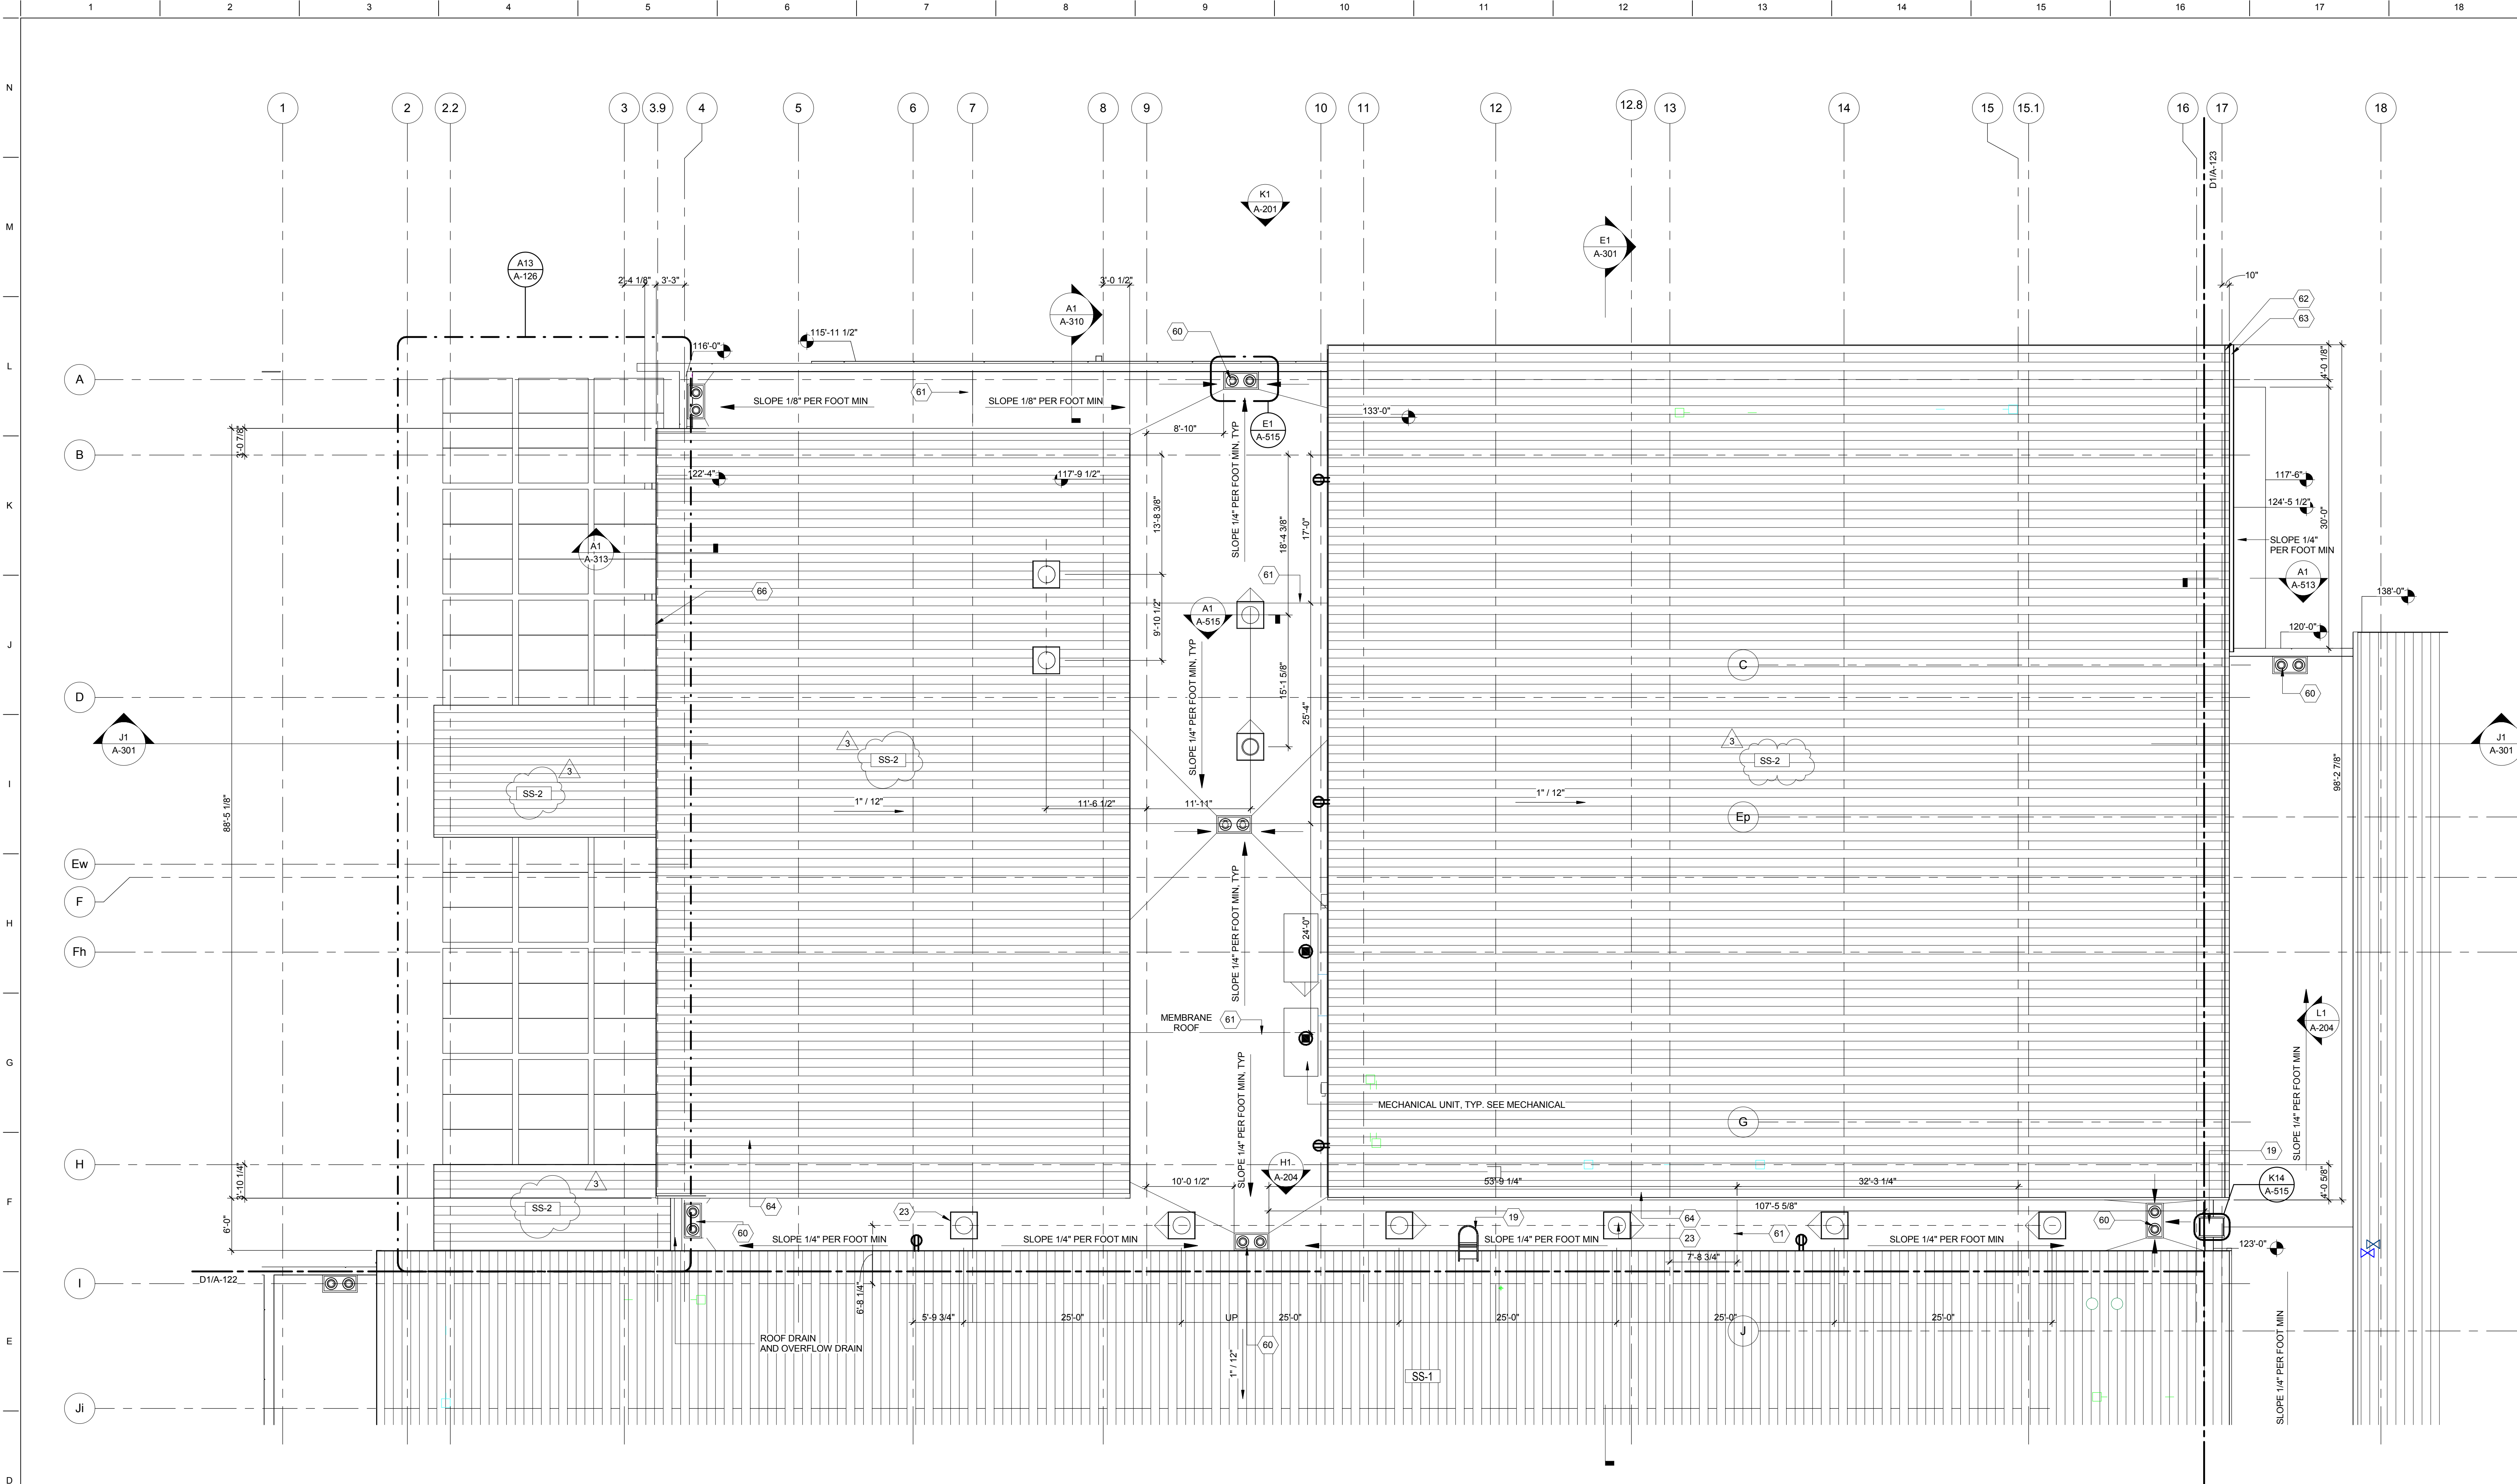 1 2 3 4 5 6 7 8 9 10 11 12 13 14 15 16 17 18
N
1 2 2.2 3 3.9 4 5 6 7 8 9 10 11 12 12.8 13 14 15 15.1 16 17 18
D1/A-123
M
K1
A-201
E1
A-301
A13
A-126
2'-4 1/8" 3'-3" 3'-0 1/2" 10"
A1
A-310
62
63
60
115'-11 1/2"
116'-0"
L
A
4'-0 1/8"
61
SLOPE 1/8" PER FOOT MIN
SLOPE 1/8" PER FOOT MIN
133'-0"
8'-10"
E1
A-515
SLOPE 1/4" PER FOOT MIN, TYP
3'-0 7/8"
B
122'-4"
117'-9 1/2"
117'-6"
K
124'-5 1/2"
13'-8 3/8"
18'-4 3/8"
17'-0"
30'-0"
SLOPE 1/4"
PER FOOT MIN
A1
A-313
61
A1
A-513
66
138'-0"
A1
A-515
9'-10 1/2"
120'-0"
J
C
SLOPE 1/4" PER FOOT MIN, TYP
15'-1 5/8"
25'-4"
D
60
J1
A-301
3
SS-2
3
SS-2
3
SS-2
J1
A-301
I
98'-2 7/8"
88'-5 1/8"
1" / 12"
11'-6 1/2"
11'-11"
1" / 12"
Ep
Ew
F
H
SLOPE 1/4" PER FOOT MIN, TYP
24'-0"
Fh
MEMBRANE
ROOF
61
L1
A-204
G
SLOPE 1/4" PER FOOT MIN, TYP
SLOPE 1/4" PER FOOT MIN
MECHANICAL UNIT, TYP. SEE MECHANICAL
G
H
19
H1
A-204
3'-10 1/4"
3
SS-2
10'-0 1/2"
53'-9 1/4"
32'-3 1/4"
4'-0 5/8"
K14
A-515
F
64
23
19
64
107'-5 5/8"
60
6'-0"
60
SLOPE 1/4" PER FOOT MIN
SLOPE 1/4" PER FOOT MIN
SLOPE 1/4" PER FOOT MIN
23
61
SLOPE 1/4" PER FOOT MIN
123'-0"
7'-8 3/4"
D1/A-122
I
6'-8 1/4"
5'-9 3/4" 25'-0" UP 25'-0" 25'-0" 25'-0" 25'-0"
J
E
ROOF DRAIN
AND OVERFLOW DRAIN
60
1" / 12"
SS-1
SLOPE 1/4" PER FOOT MIN
Ji
D